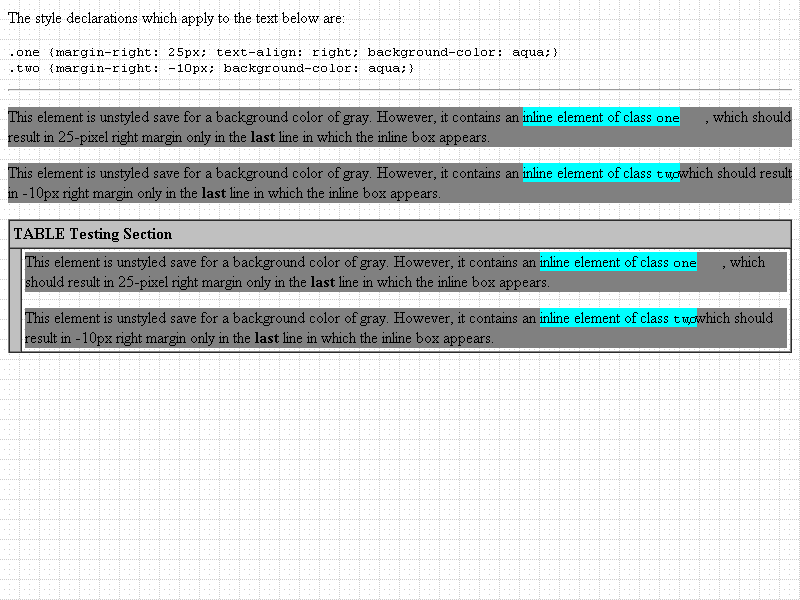 The style declarations which apply to the text below are:
.one {margin-right: 25px; text-align: right; background-color: aqua;}
.two {margin-right: -10px; background-color: aqua;}
This element is unstyled save for a background color of gray. However, it contains an inline element of class one , which should
result in 25-pixel right margin only in the last line in which the inline box appears.
This element is unstyled save for a background color of gray. However, it contains an inline element of class two, which should result
in -10px right margin only in the last line in which the inline box appears.
TABLE Testing Section
This element is unstyled save for a background color of gray. However, it contains an inline element of class one , which
should result in 25-pixel right margin only in the last line in which the inline box appears.
This element is unstyled save for a background color of gray. However, it contains an inline element of class two, which should
result in -10px right margin only in the last line in which the inline box appears.